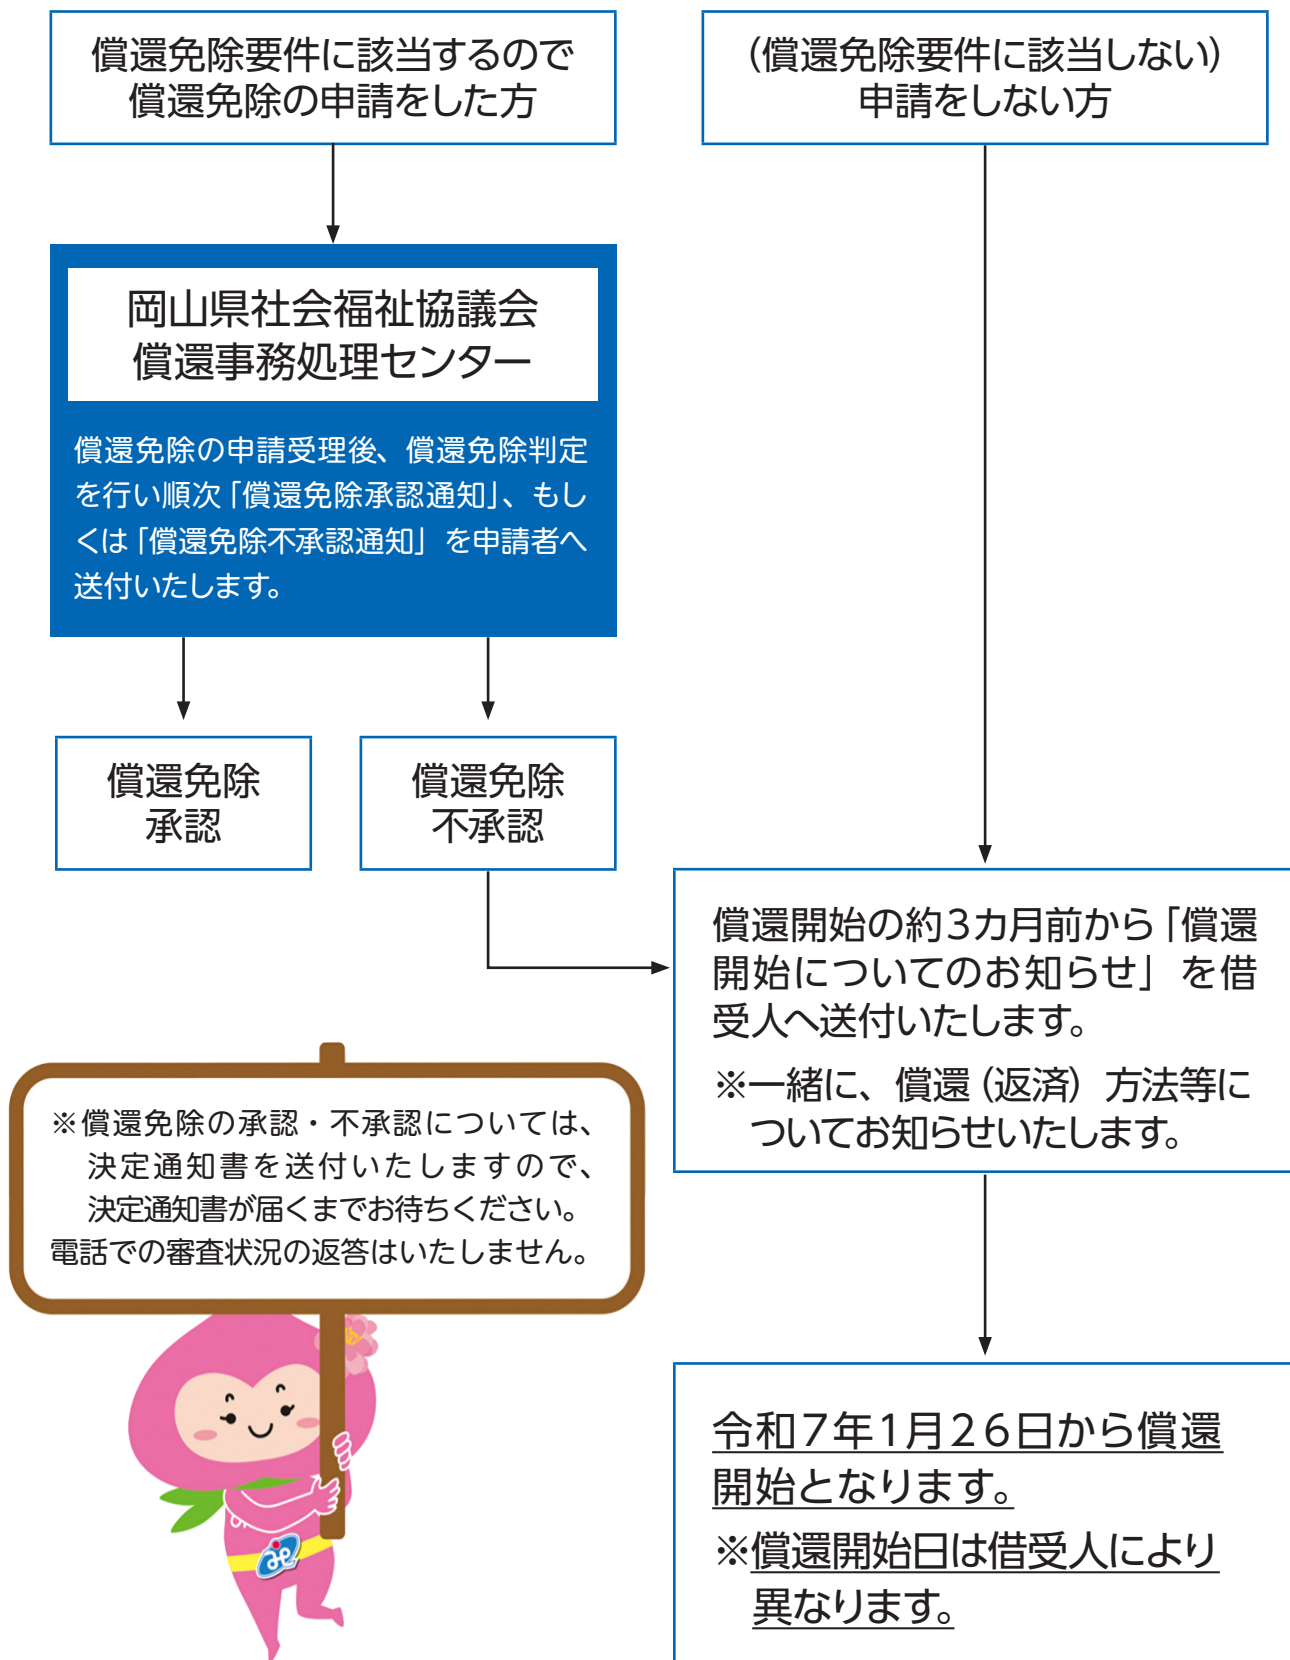 償還免除要件に該当するので
償還免除の申請をした方
（償還免除要件に該当しない）
申請をしない方
岡山県社会福祉協議会
償還事務処理センター
償還免除の申請受理後、償還免除判定
を行い順次「償還免除承認通知」、もし
くは「償還免除不承認通知」を申請者へ
送付いたします。
償還免除
承認
償還免除
不承認
償還開始の約3カ月前から「償還
開始についてのお知らせ」を借
受人へ送付いたします。
※一緒に、償還（返済）方法等に
ついてお知らせいたします。
※償還免除の承認・不承認については、
決定通知書を送付いたしますので、
決定通知書が届くまでお待ちください。
電話での審査状況の返答はいたしません。
令和7年1月26日から償還
開始となります。
※償還開始日は借受人により
異なります。